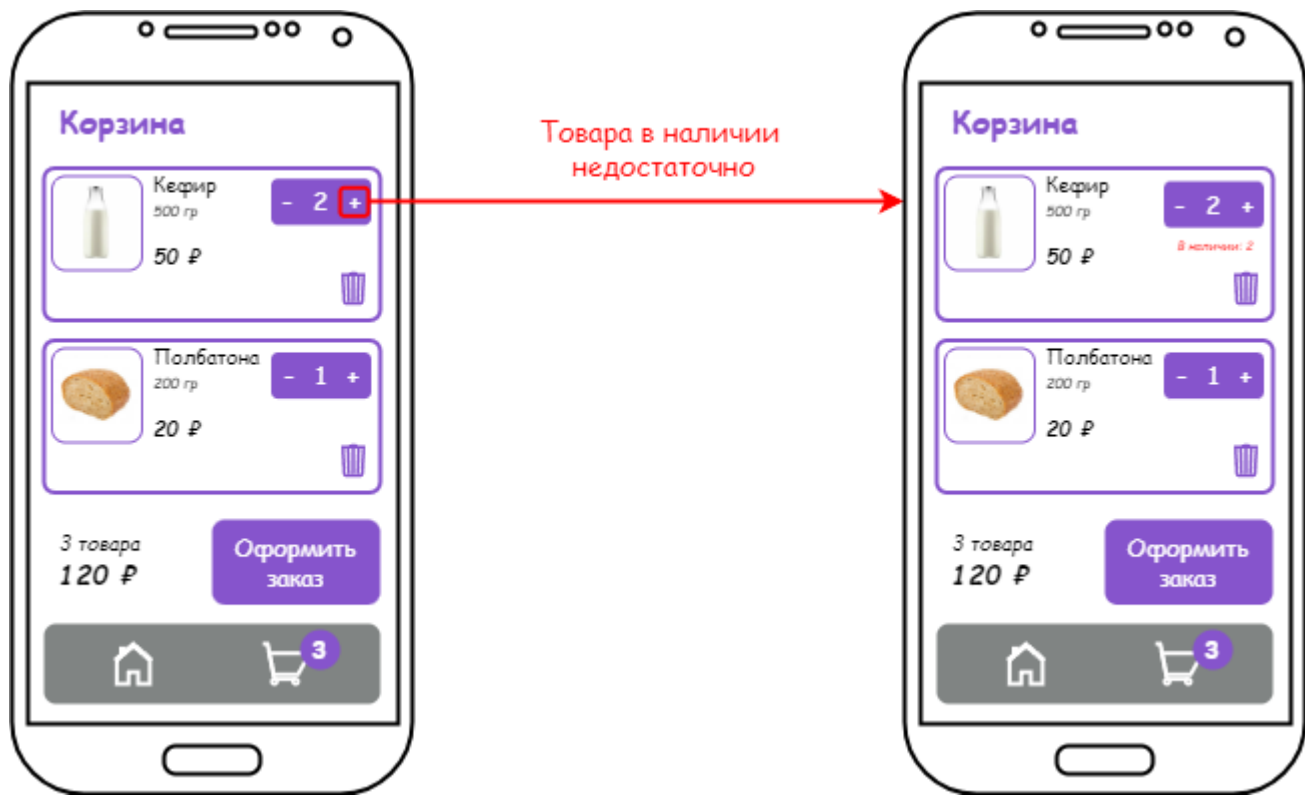 Корзина
Кефир
500 гр
50 ₽
- 2 +
Полбатона
200 гр
20 ₽
- 1 +
3 товара
120 ₽
Оформить
заказ
3
Товара в наличии
недостаточно
Корзина
Кефир
500 гр
50 ₽
- 2 +
В наличии: 2
Полбатона
200 гр
20 ₽
- 1 +
3 товара
120 ₽
Оформить
заказ
3